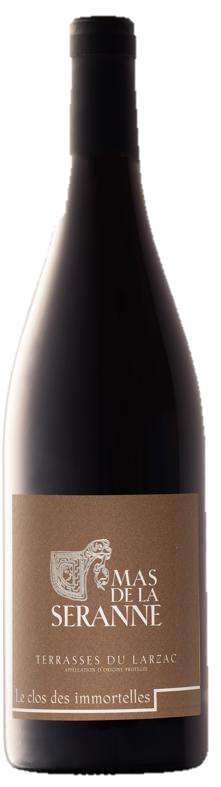 MAS
DE LA
SERANNE
TERRASSES DU LARZAC
APPELLATION D'ORIGINE PROTÉGÉE
Le clos des immortelles